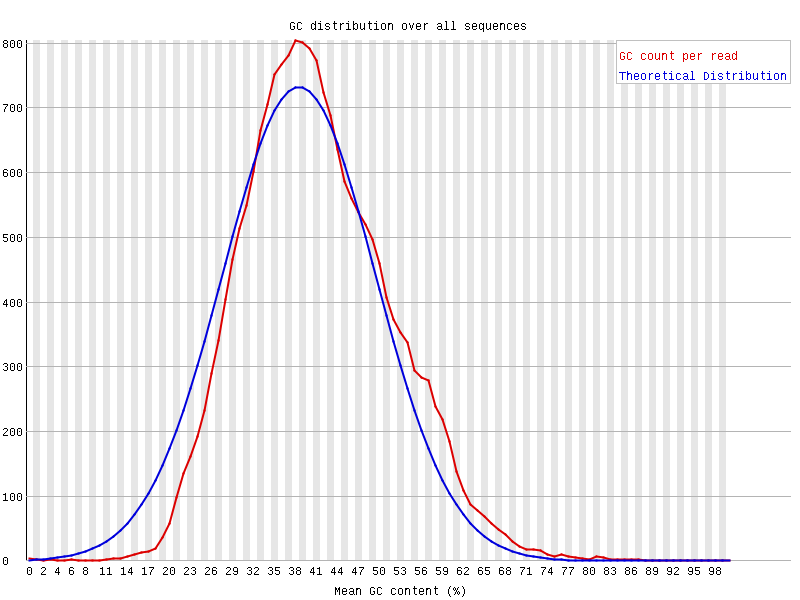 GC distribution over all sequences
GC count per read
Theoretical Distribution
800
700
600
500
400
300
200
100
0
0 2 4 6 8 11 14 17 20 23 26 29 32 35 38 41 44 47 50 53 56 59 62 65 68 71 74 77 80 83 86 89 92 95 98
Mean GC content (%)